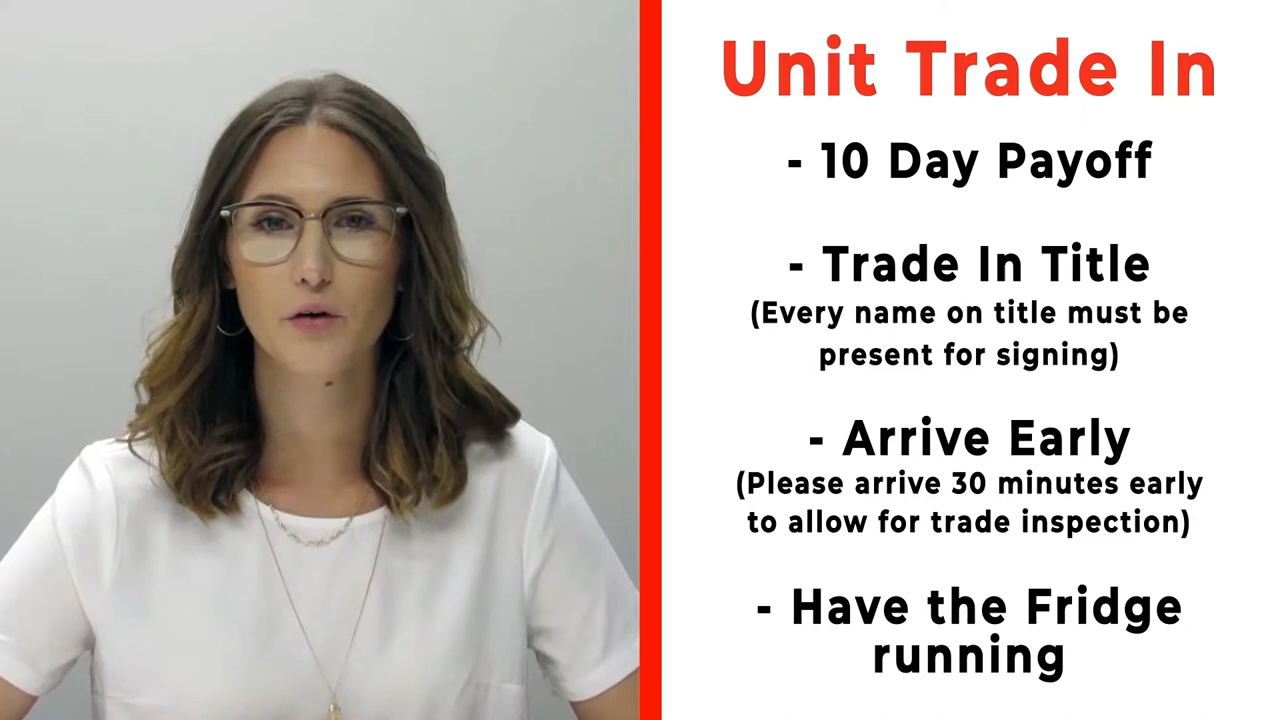 Unit Trade In
- 10 Day Payoff
- Trade In Title
(Every name on title must be
present for signing)
- Arrive Early
(Please arrive 30 minutes early
to allow for trade inspection)
- Have the Fridge
running